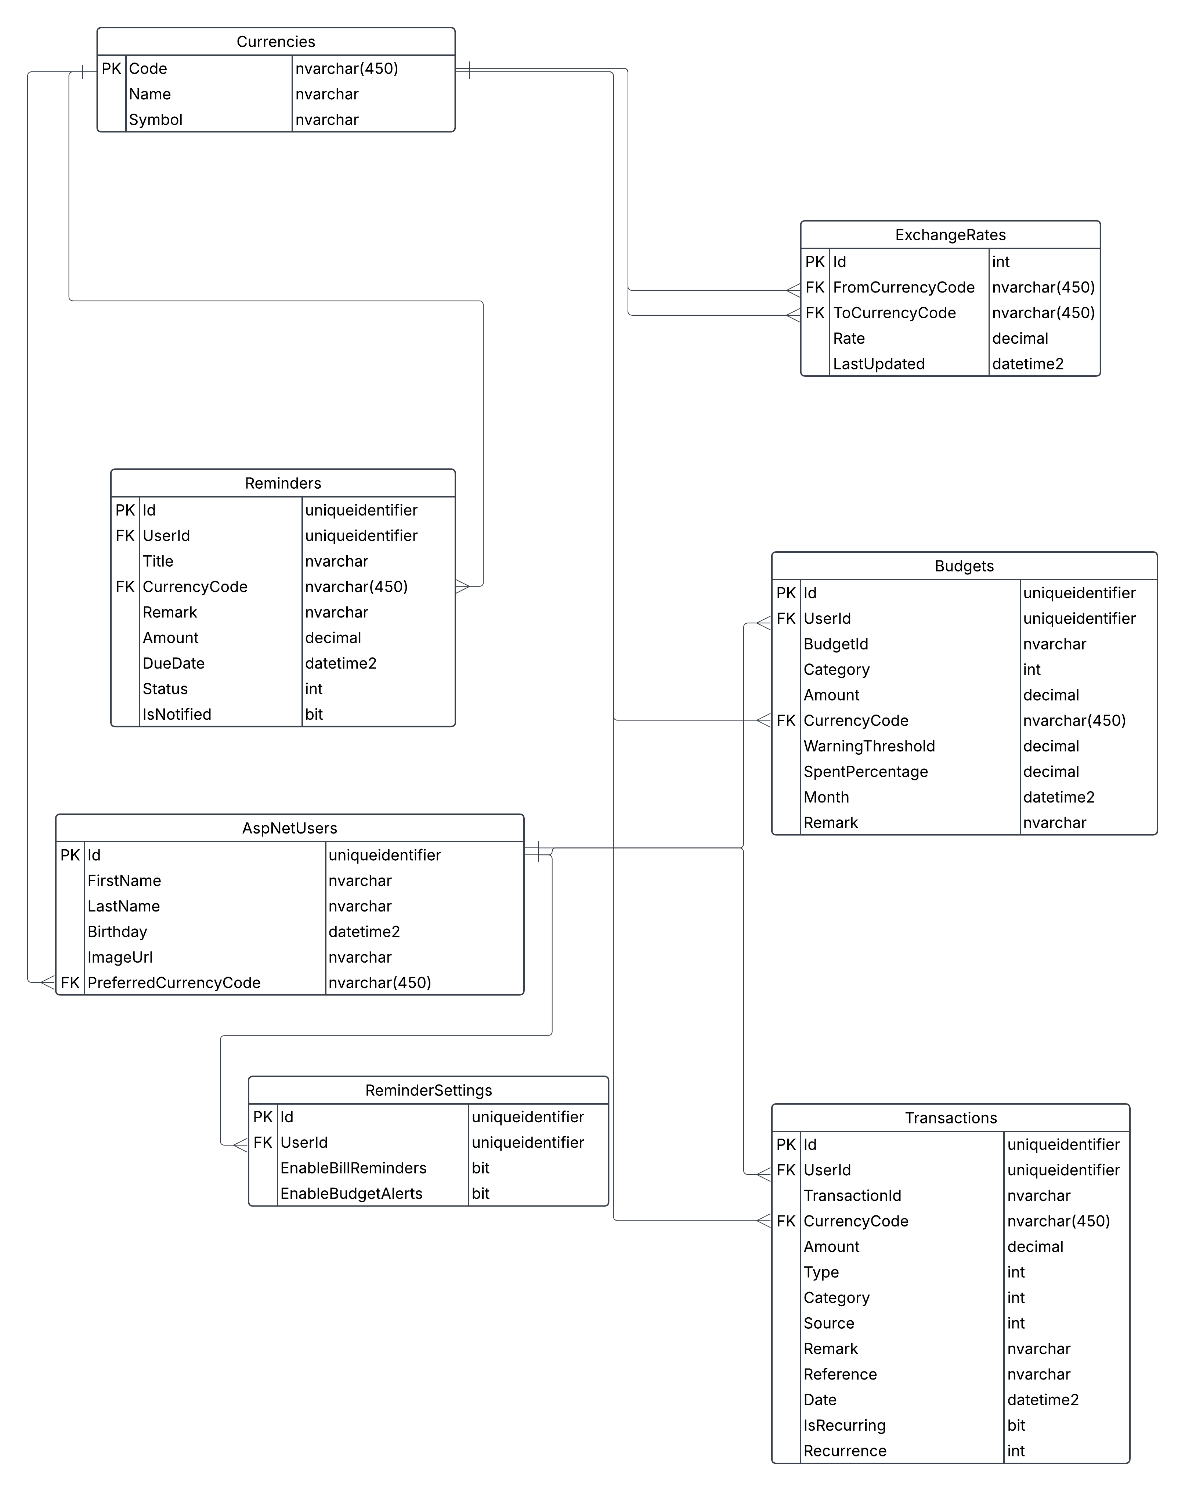 Currencies
PK Code nvarchar(450)
Name nvarchar
Symbol nvarchar
ExchangeRates
PK Id int
FK FromCurrencyCode nvarchar(450)
FK ToCurrencyCode nvarchar(450)
Rate decimal
LastUpdated datetime2
Reminders
PK Id uniqueidentifier
FK UserId uniqueidentifier
Title nvarchar
FK CurrencyCode nvarchar(450)
Remark nvarchar
Amount decimal
DueDate datetime2
Status int
IsNotified bit
Budgets
PK Id uniqueidentifier
FK UserId uniqueidentifier
BudgetId nvarchar
Category int
Amount decimal
FK CurrencyCode nvarchar(450)
WarningThreshold decimal
SpentPercentage decimal
Month datetime2
Remark nvarchar
AspNetUsers
PK Id uniqueidentifier
FirstName nvarchar
LastName nvarchar
Birthday datetime2
ImageUrl nvarchar
FK PreferredCurrencyCode nvarchar(450)
ReminderSettings
PK Id uniqueidentifier
FK UserId uniqueidentifier
EnableBillReminders bit
EnableBudgetAlerts bit
Transactions
PK Id uniqueidentifier
FK UserId uniqueidentifier
TransactionId nvarchar
FK CurrencyCode nvarchar(450)
Amount decimal
Type int
Category int
Source int
Remark nvarchar
Reference nvarchar
Date datetime2
IsRecurring bit
Recurrence int